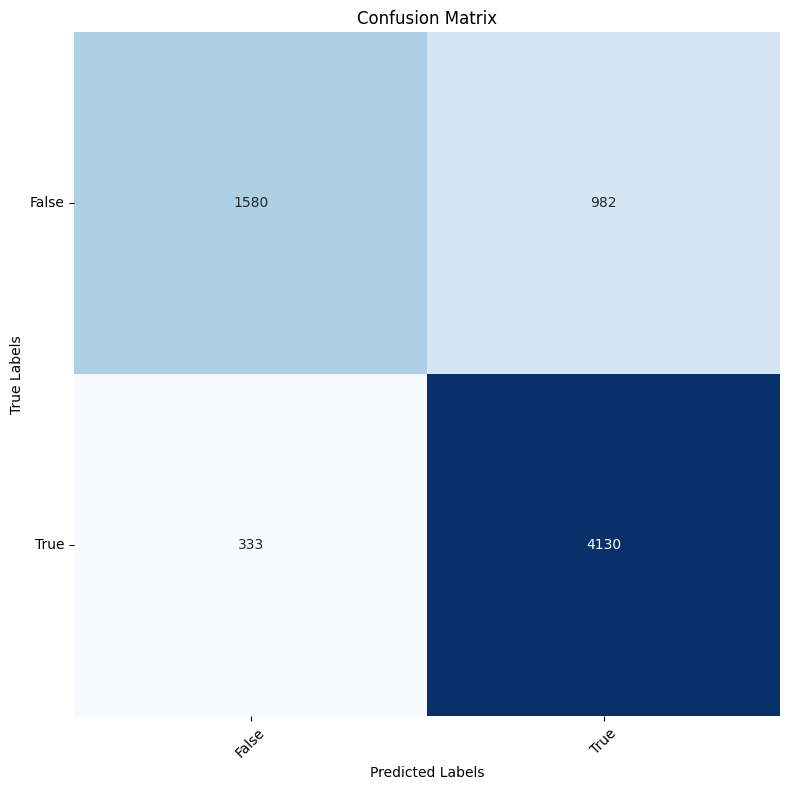 Confusion Matrix
False
1580
982
True Labels
True
333
4130
False
True
Predicted Labels